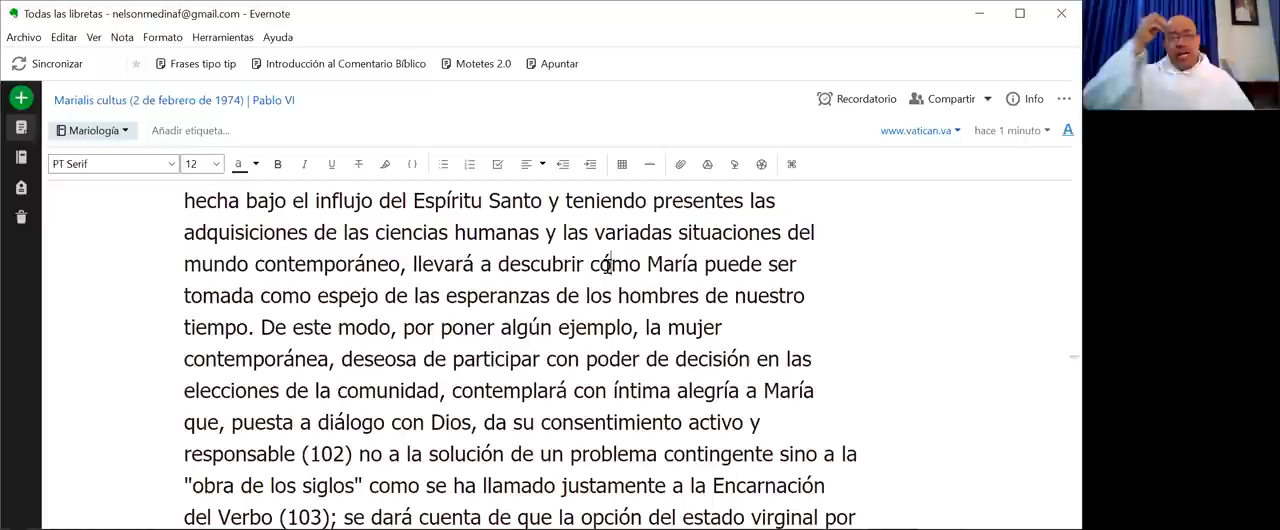 Todas las libretas - nelsonmedinaf@gmail.com - Evernote
Archivo Editar Ver Nota Formato Herramientas Ayuda
Sincronizar Frases tipo tip Introducción al Comentario Bíblico Motetes 2.0 Apuntar
Marialis cultus (2 de febrero de 1974) | Pablo VI Recordatorio Compartir Info
Mariología Añadir etiqueta... www.vatican.va hace 1 minuto A
PT Serif 12 a B I U T
hecha bajo el influjo del Espíritu Santo y teniendo presentes las
adquisiciones de las ciencias humanas y las variadas situaciones del
mundo contemporáneo, llevará a descubrir cómo María puede ser
tomada como espejo de las esperanzas de los hombres de nuestro
tiempo. De este modo, por poner algún ejemplo, la mujer
contemporánea, deseosa de participar con poder de decisión en las
elecciones de la comunidad, contemplará con íntima alegría a María
que, puesta a diálogo con Dios, da su consentimiento activo y
responsable (102) no a la solución de un problema contingente sino a la
"obra de los siglos" como se ha llamado justamente a la Encarnación
del Verbo (103); se dará cuenta de que la opción del estado virginal por